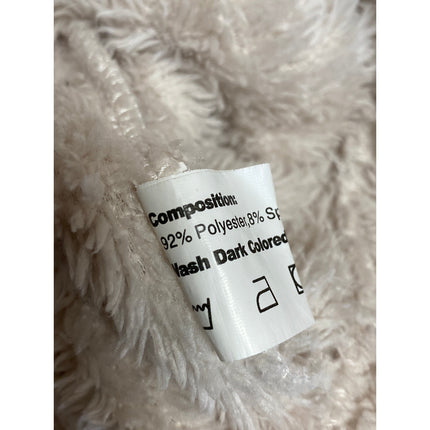 Composition:
92% Polyester,8% Sp
Wash Dark Colored